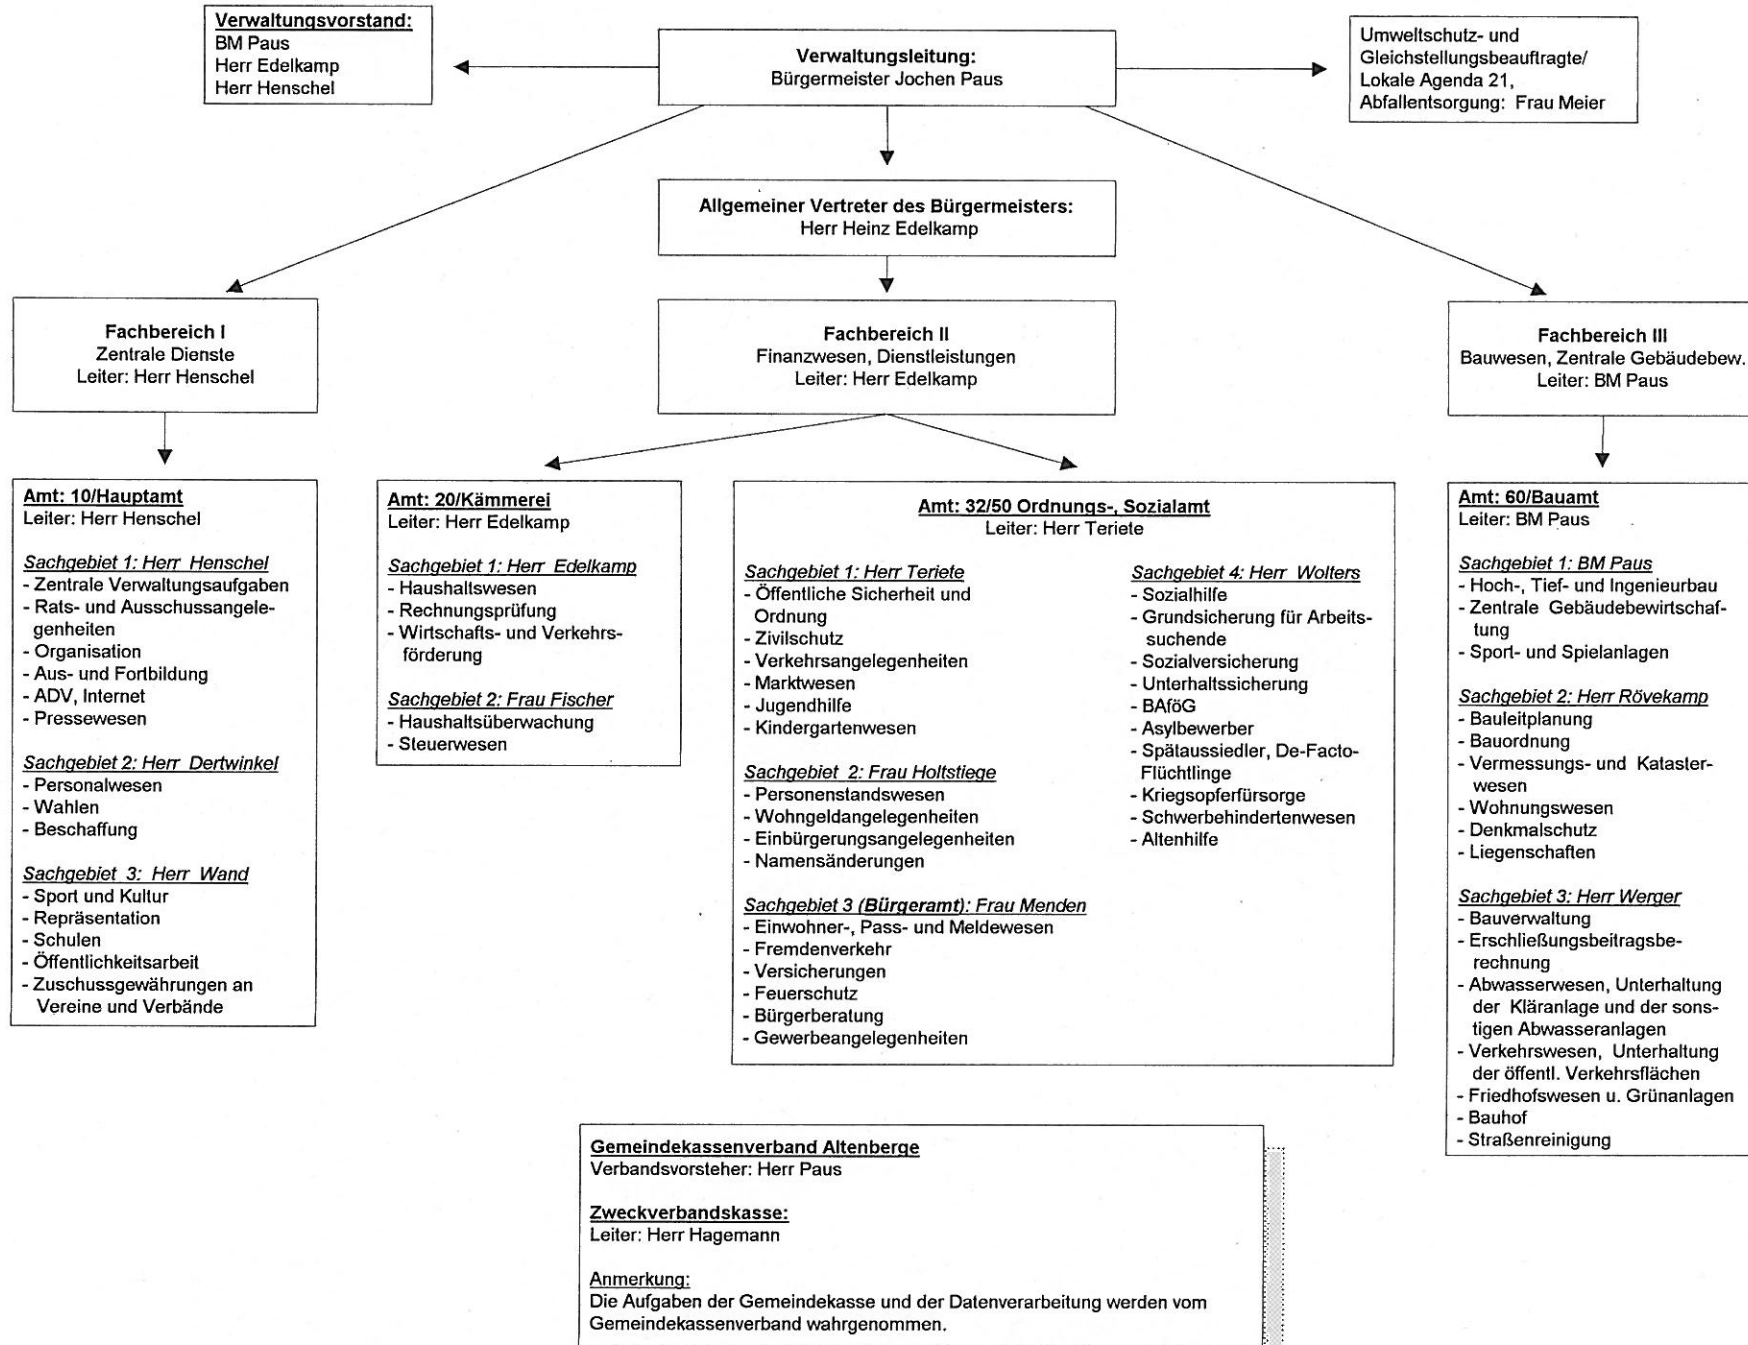 Verwaltungsvorstand:
BM Paus
Herr Edelkamp
Herr Henschel
Verwaltungsleitung:
Bürgermeister Jochen Paus
Umweltschutz- und
Gleichstellungsbeauftragte/
Lokale Agenda 21,
Abfallentsorgung: Frau Meier
Allgemeiner Vertreter des Bürgermeisters:
Herr Heinz Edelkamp
Fachbereich I
Zentrale Dienste
Leiter: Herr Henschel
Fachbereich II
Finanzwesen, Dienstleistungen
Leiter: Herr Edelkamp
Fachbereich III
Bauwesen, Zentrale Gebäudebew.
Leiter: BM Paus
Amt: 10/Hauptamt
Leiter: Herr Henschel
Sachgebiet 1: Herr Henschel
- Zentrale Verwaltungsaufgaben
- Rats- und Ausschussangele-
genheiten
- Organisation
- Aus- und Fortbildung
- ADV, Internet
- Pressewesen
Sachgebiet 2: Herr Dertwinkel
- Personalwesen
- Wahlen
- Beschaffung
Sachgebiet 3: Herr Wand
- Sport und Kultur
- Repräsentation
- Schulen
- Öffentlichkeitsarbeit
- Zuschussgewährungen an
Vereine und Verbände
Amt: 20/Kämmerei
Leiter: Herr Edelkamp
Sachgebiet 1: Herr Edelkamp
- Haushaltswesen
- Rechnungsprüfung
- Wirtschafts- und Verkehrs-
förderung
Sachgebiet 2: Frau Fischer
- Haushaltsüberwachung
- Steuerwesen
Amt: 32/50 Ordnungs-, Sozialamt
Leiter: Herr Teriete
Sachgebiet 1: Herr Teriete
- Öffentliche Sicherheit und
Ordnung
- Zivilschutz
- Verkehrsangelegenheiten
- Marktwesen
- Jugendhilfe
- Kindergartenwesen
Sachgebiet 2: Frau Holtstiege
- Personenstandswesen
- Wohngeldangelegenheiten
- Einbürgerungsangelegenheiten
- Namensänderungen
Sachgebiet 3 (Bürgeramt): Frau Menden
- Einwohner-, Pass- und Meldewesen
- Fremdenverkehr
- Versicherungen
- Feuerschutz
- Bürgerberatung
- Gewerbeangelegenheiten
Sachgebiet 4: Herr Wolters
- Sozialhilfe
- Grundsicherung für Arbeits-
suchende
- Sozialversicherung
- Unterhaltssicherung
- BAföG
- Asylbewerber
- Spätaussiedler, De-Facto-
Flüchtlinge
- Kriegsopferfürsorge
- Schwerbehindertenwesen
- Altenhilfe
Amt: 60/Bauamt
Leiter: BM Paus
Sachgebiet 1: BM Paus
- Hoch-, Tief- und Ingenieurbau
- Zentrale Gebäudebewirtschaf-
tung
- Sport- und Spielanlagen
Sachgebiet 2: Herr Rövekamp
- Bauleitplanung
- Bauordnung
- Vermessungs- und Kataster-
wesen
- Wohnungswesen
- Denkmalschutz
- Liegenschaften
Sachgebiet 3: Herr Werger
- Bauverwaltung
- Erschließungsbeitragsbe-
rechnung
- Abwasserwesen, Unterhaltung
der Kläranlage und der sons-
tigen Abwasseranlagen
- Verkehrswesen, Unterhaltung
der öffentl. Verkehrsflächen
- Friedhofswesen u. Grünanlagen
- Bauhof
- Straßenreinigung
Gemeindekassenverband Altenberge
Verbandsvorsteher: Herr Paus
Zweckverbandskasse:
Leiter: Herr Hagemann
Anmerkung:
Die Aufgaben der Gemeindekasse und der Datenverarbeitung werden vom
Gemeindekassenverband wahrgenommen.